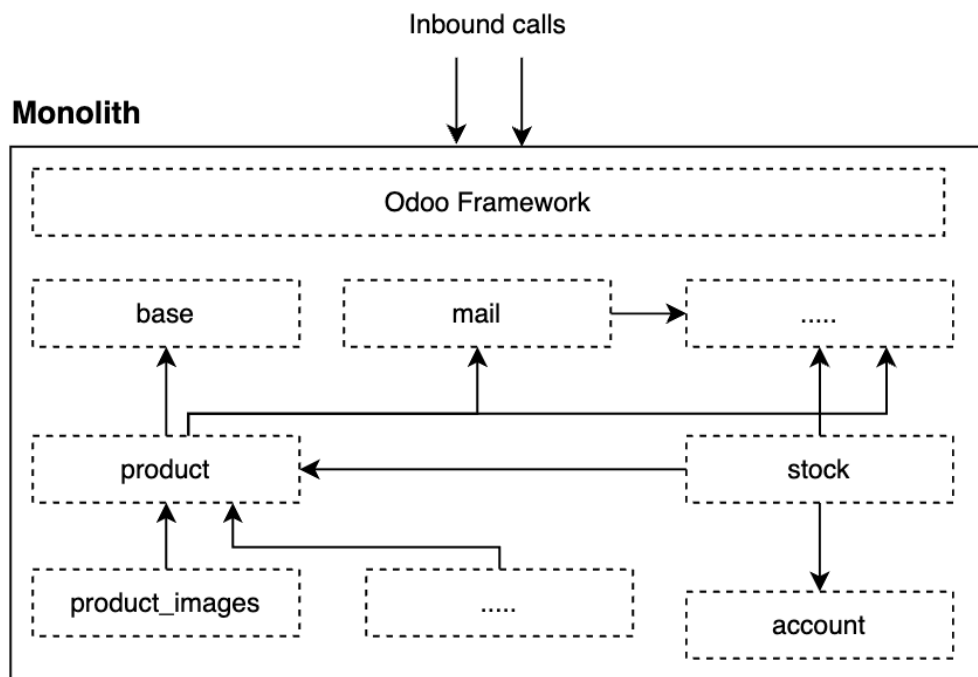 Inbound calls
Monolith
Odoo Framework
base
mail
.....
product
stock
product_images
.....
account